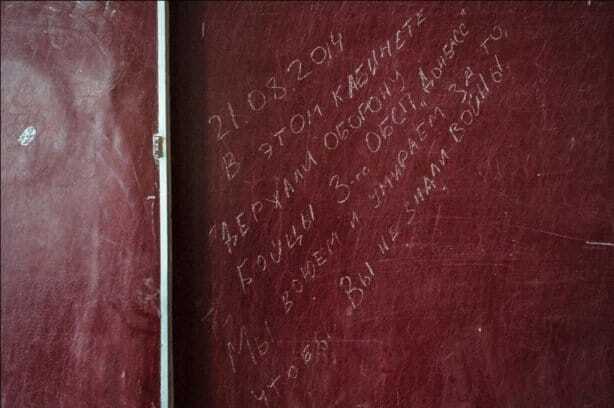 21.08.2014
В ЭТОМ КАБИНЕТЕ
ДЕРЖАЛИ ОБОРОНУ
БОЙЦЫ 3-го ОБСП „ДОНБАСС"
МЫ ВОЮЕМ И УМИРАЕМ ЗА ТО,
ЧТОБЫ ВЫ НЕ ЗНАЛИ ВОЙНЫ!